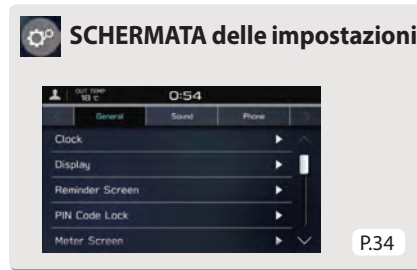 SCHERMATA delle impostazioni
OUT TEMP
18 °C
0:54
General Sound Phone
Clock
Display
Reminder Screen
PIN Code Lock
Meter Screen
P.34